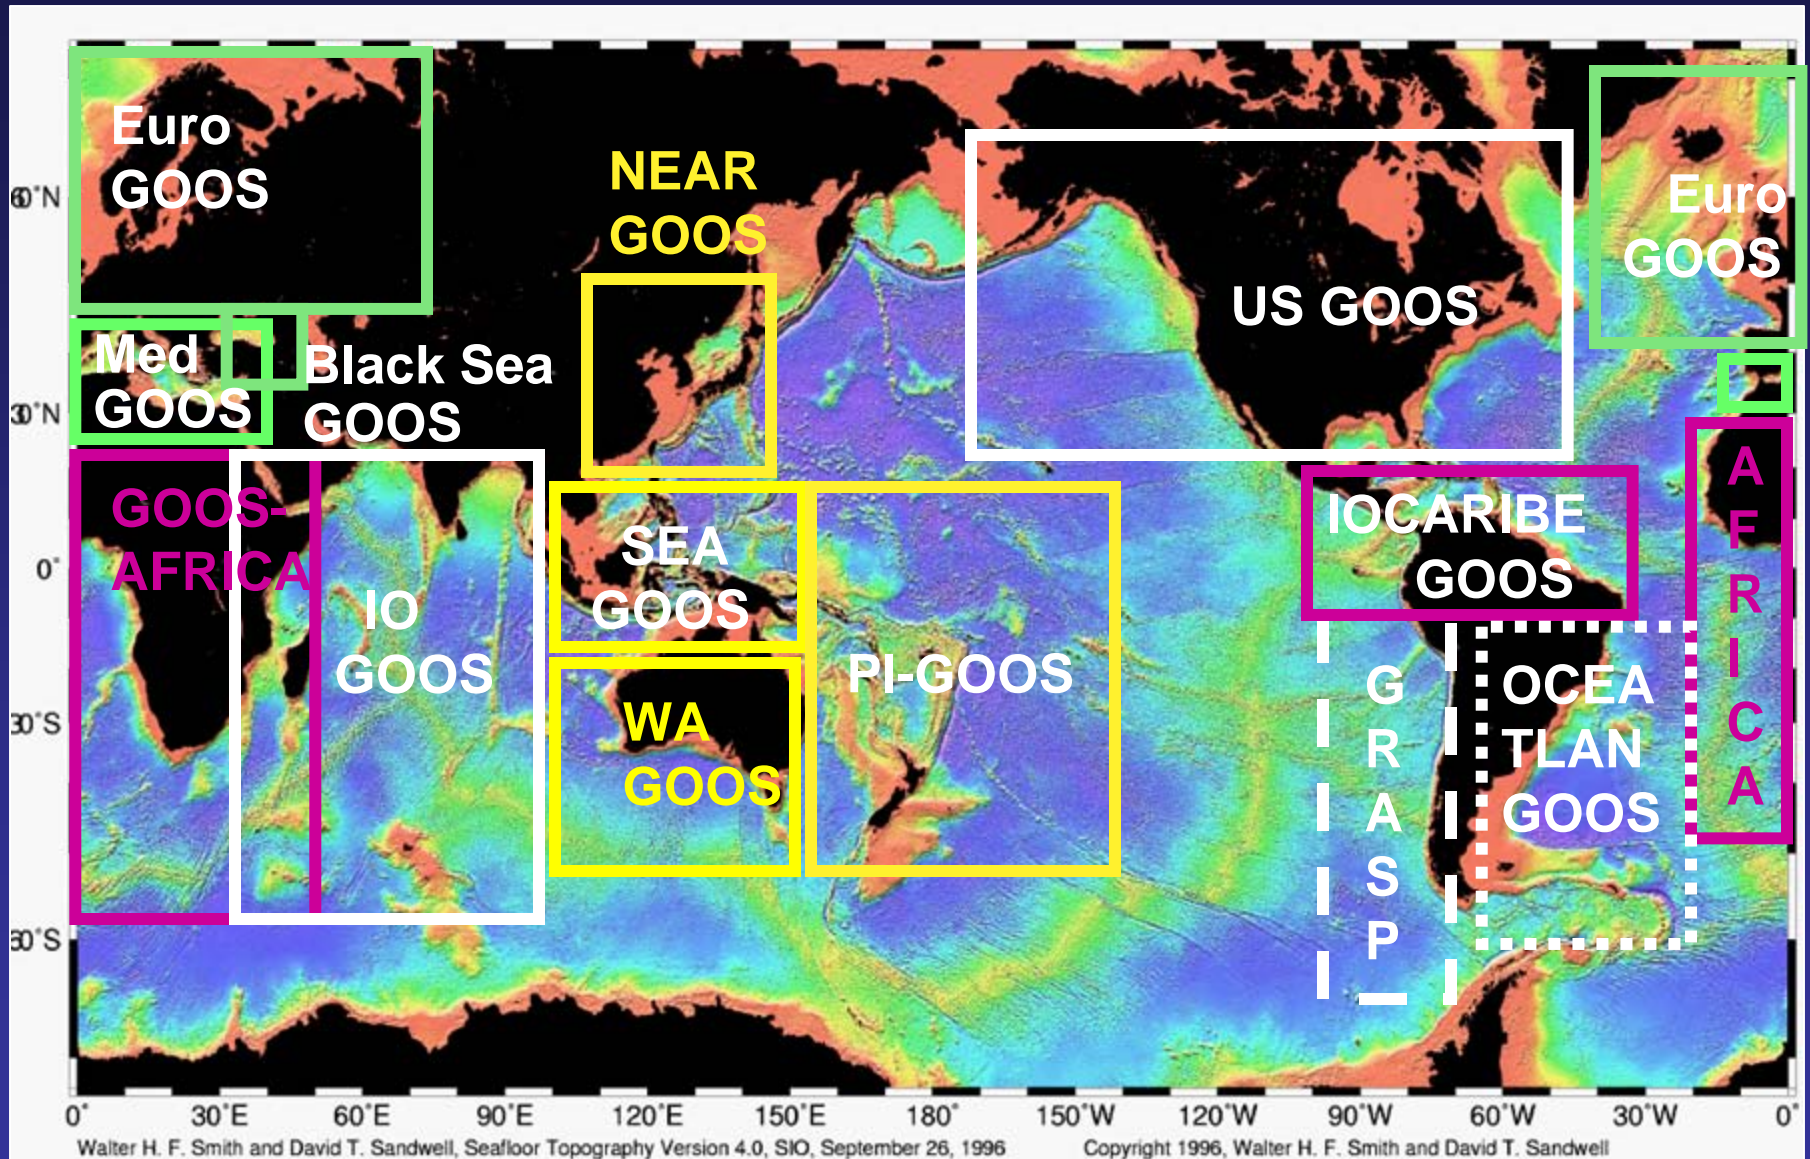 Euro
GOOS
NEAR
GOOS
Euro
GOOS
US GOOS
Med
GOOS
Black Sea
GOOS
GOOS-
AFRICA
IO
GOOS
SEA
GOOS
WA
GOOS
PI-GOOS
IOCARIBE
GOOS
G
R
A
S
P
OCEA
TLAN
GOOS
A
F
R
I
C
A
60˚N
30˚N
0˚
30˚S
60˚S
0˚ 30˚E 60˚E 90˚E 120˚E 150˚E 180˚ 150˚W 120˚W 90˚W 60˚W 30˚W 0˚
Walter H. F. Smith and David T. Sandwell, Seafloor Topography Version 4.0, SIO, September 26, 1996 Copyright 1996, Walter H. F. Smith and David T. Sandwell